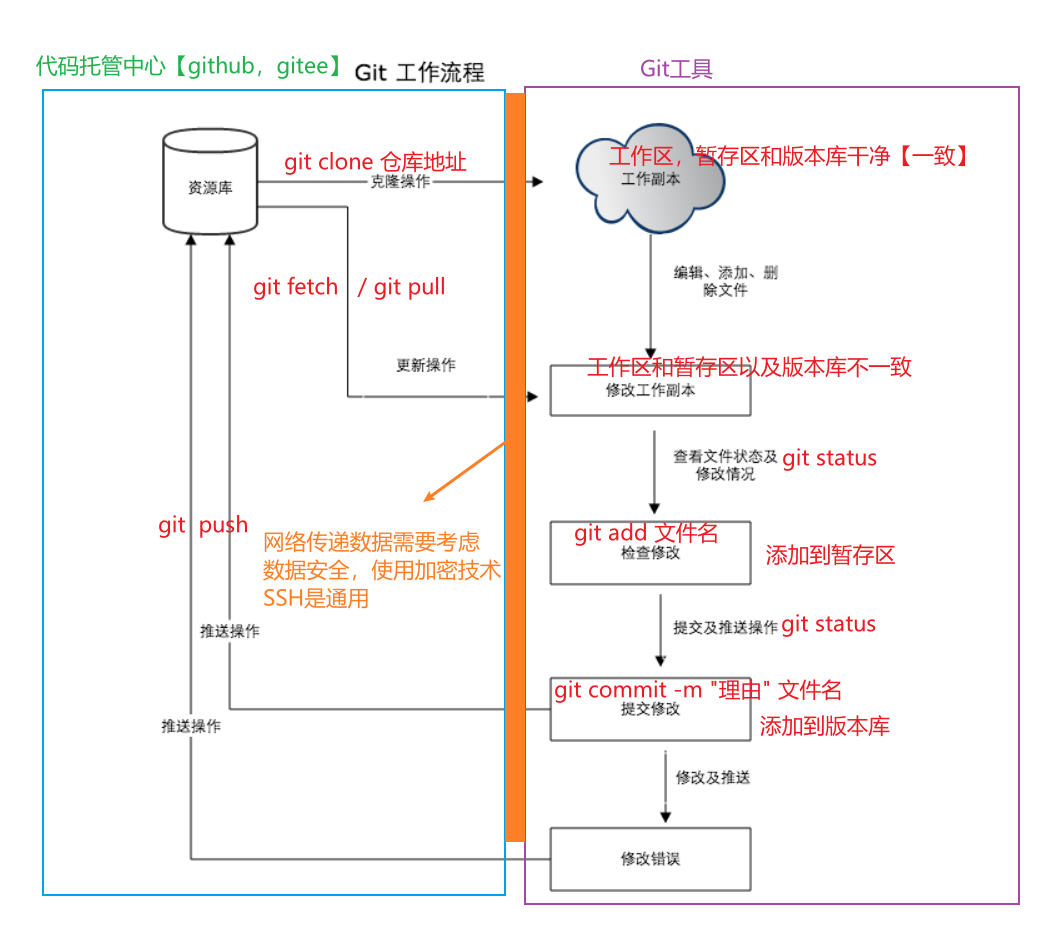 代码托管中心【github，gitee】
Git 工作流程
Git工具
资源库
git clone 仓库地址
克隆操作
工作区，暂存区和版本库干净【一致】
工作副本
git fetch / git pull
编辑、添加、删
除文件
更新操作
工作区和暂存区以及版本库不一致
修改工作副本
查看文件状态及
修改情况
git status
git push
网络传递数据需要考虑
数据安全，使用加密技术
SSH是通用
git add 文件名
检查修改
添加到暂存区
推送操作
提交及推送操作
git status
git commit -m "理由" 文件名
提交修改
添加到版本库
推送操作
修改及推送
修改错误